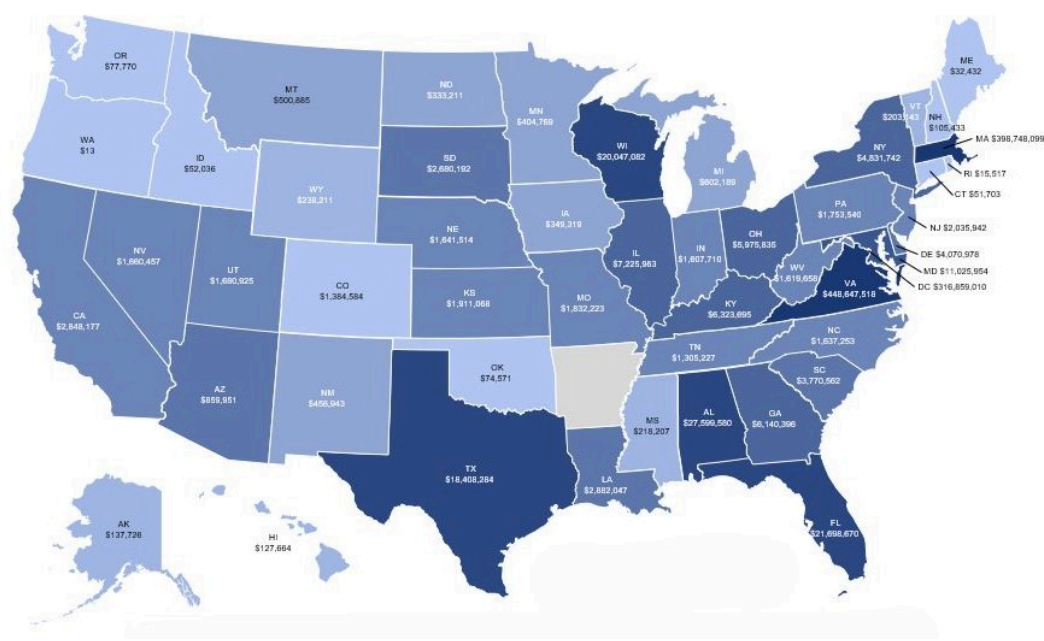 OR
$77,770
MT
$500,885
ND
$333,211
MN
$404,769
ME
$32,432
VT
$203,143
NH
$105,433
WA
$13
ID
$52,036
SD
$2,680,192
WI
$20,047,082
MI
$602,189
NY
$4,831,742
MA $398,748,099
RI $15,517
CT $51,703
WY
$238,211
IA
$349,319
PA
$1,753,540
NJ $2,035,942
NE
$1,641,514
NV
$1,660,457
UT
$1,680,925
CO
$1,384,584
IL
$7,225,983
IN
$1,807,710
OH
$5,975,835
WV
$1,619,658
DE $4,070,978
MD $11,025,954
DC $316,859,010
VA
$448,647,518
KS
$1,911,068
MO
$1,832,223
KY
$6,323,695
CA
$2,848,177
TN
$1,305,227
NC
$1,637,253
AZ
$859,951
NM
$456,943
OK
$74,571
SC
$3,770,562
MS
$218,207
AL
$27,599,580
GA
$6,140,396
TX
$18,408,284
LA
$2,882,047
FL
$21,698,670
AK
$137,726
HI
$127,664